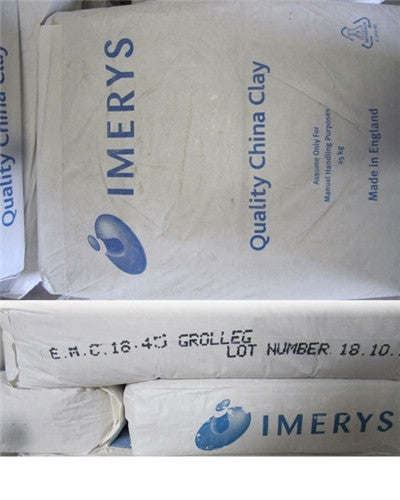 Quality China Clay
IMERYS
Quality China Clay
Assume Only For
Manual Handling Purposes
25 kg
Made in England
E.M.C.16.45 GROLLEG
LOT NUMBER 18.10.
IMERYS